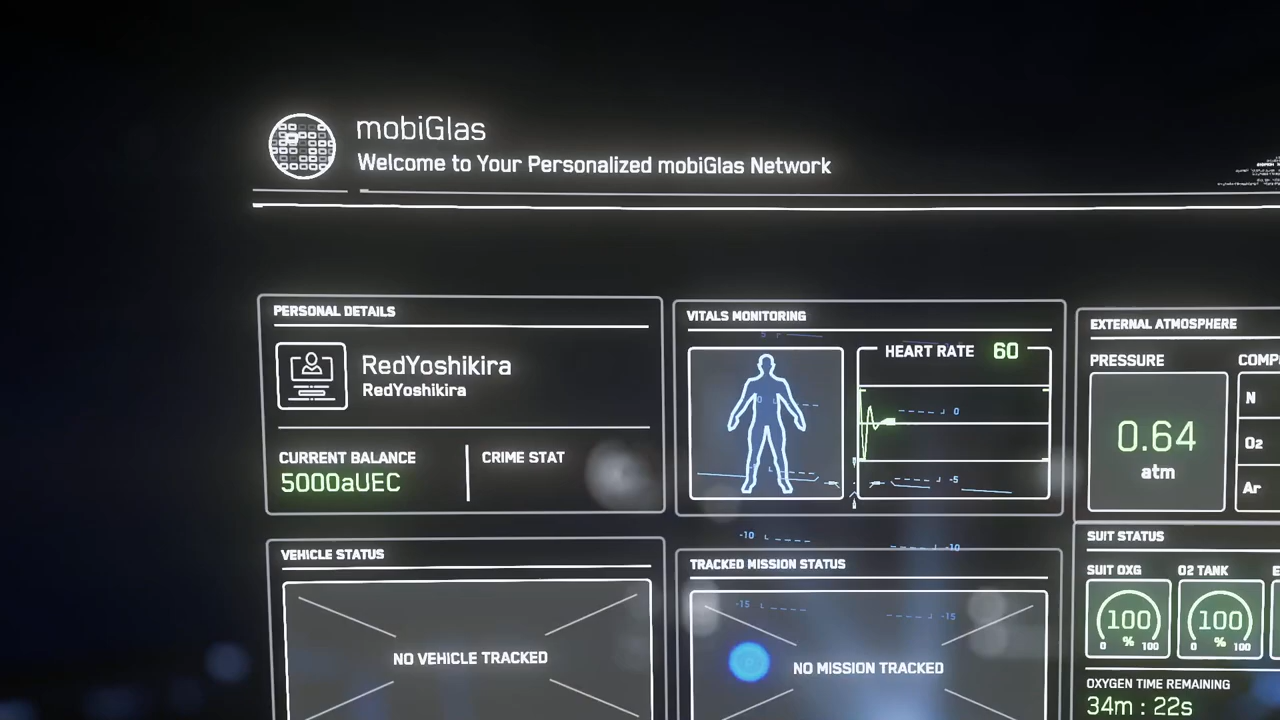 mobiGlas
Welcome to Your Personalized mobiGlas Network
PERSONAL DETAILS
RedYoshikira
RedYoshikira
CURRENT BALANCE
5000aUEC
CRIME STAT
VITALS MONITORING
5
HEART RATE 60
0
0
-5
-10
-10
EXTERNAL ATMOSPHERE
PRESSURE
0.64
atm
N
O2
Ar
VEHICLE STATUS
NO VEHICLE TRACKED
TRACKED MISSION STATUS
-15
-15
NO MISSION TRACKED
SUIT STATUS
SUIT OXG
100
%
0 100
O2 TANK
100
%
0 100
OXYGEN TIME REMAINING
34m : 22s